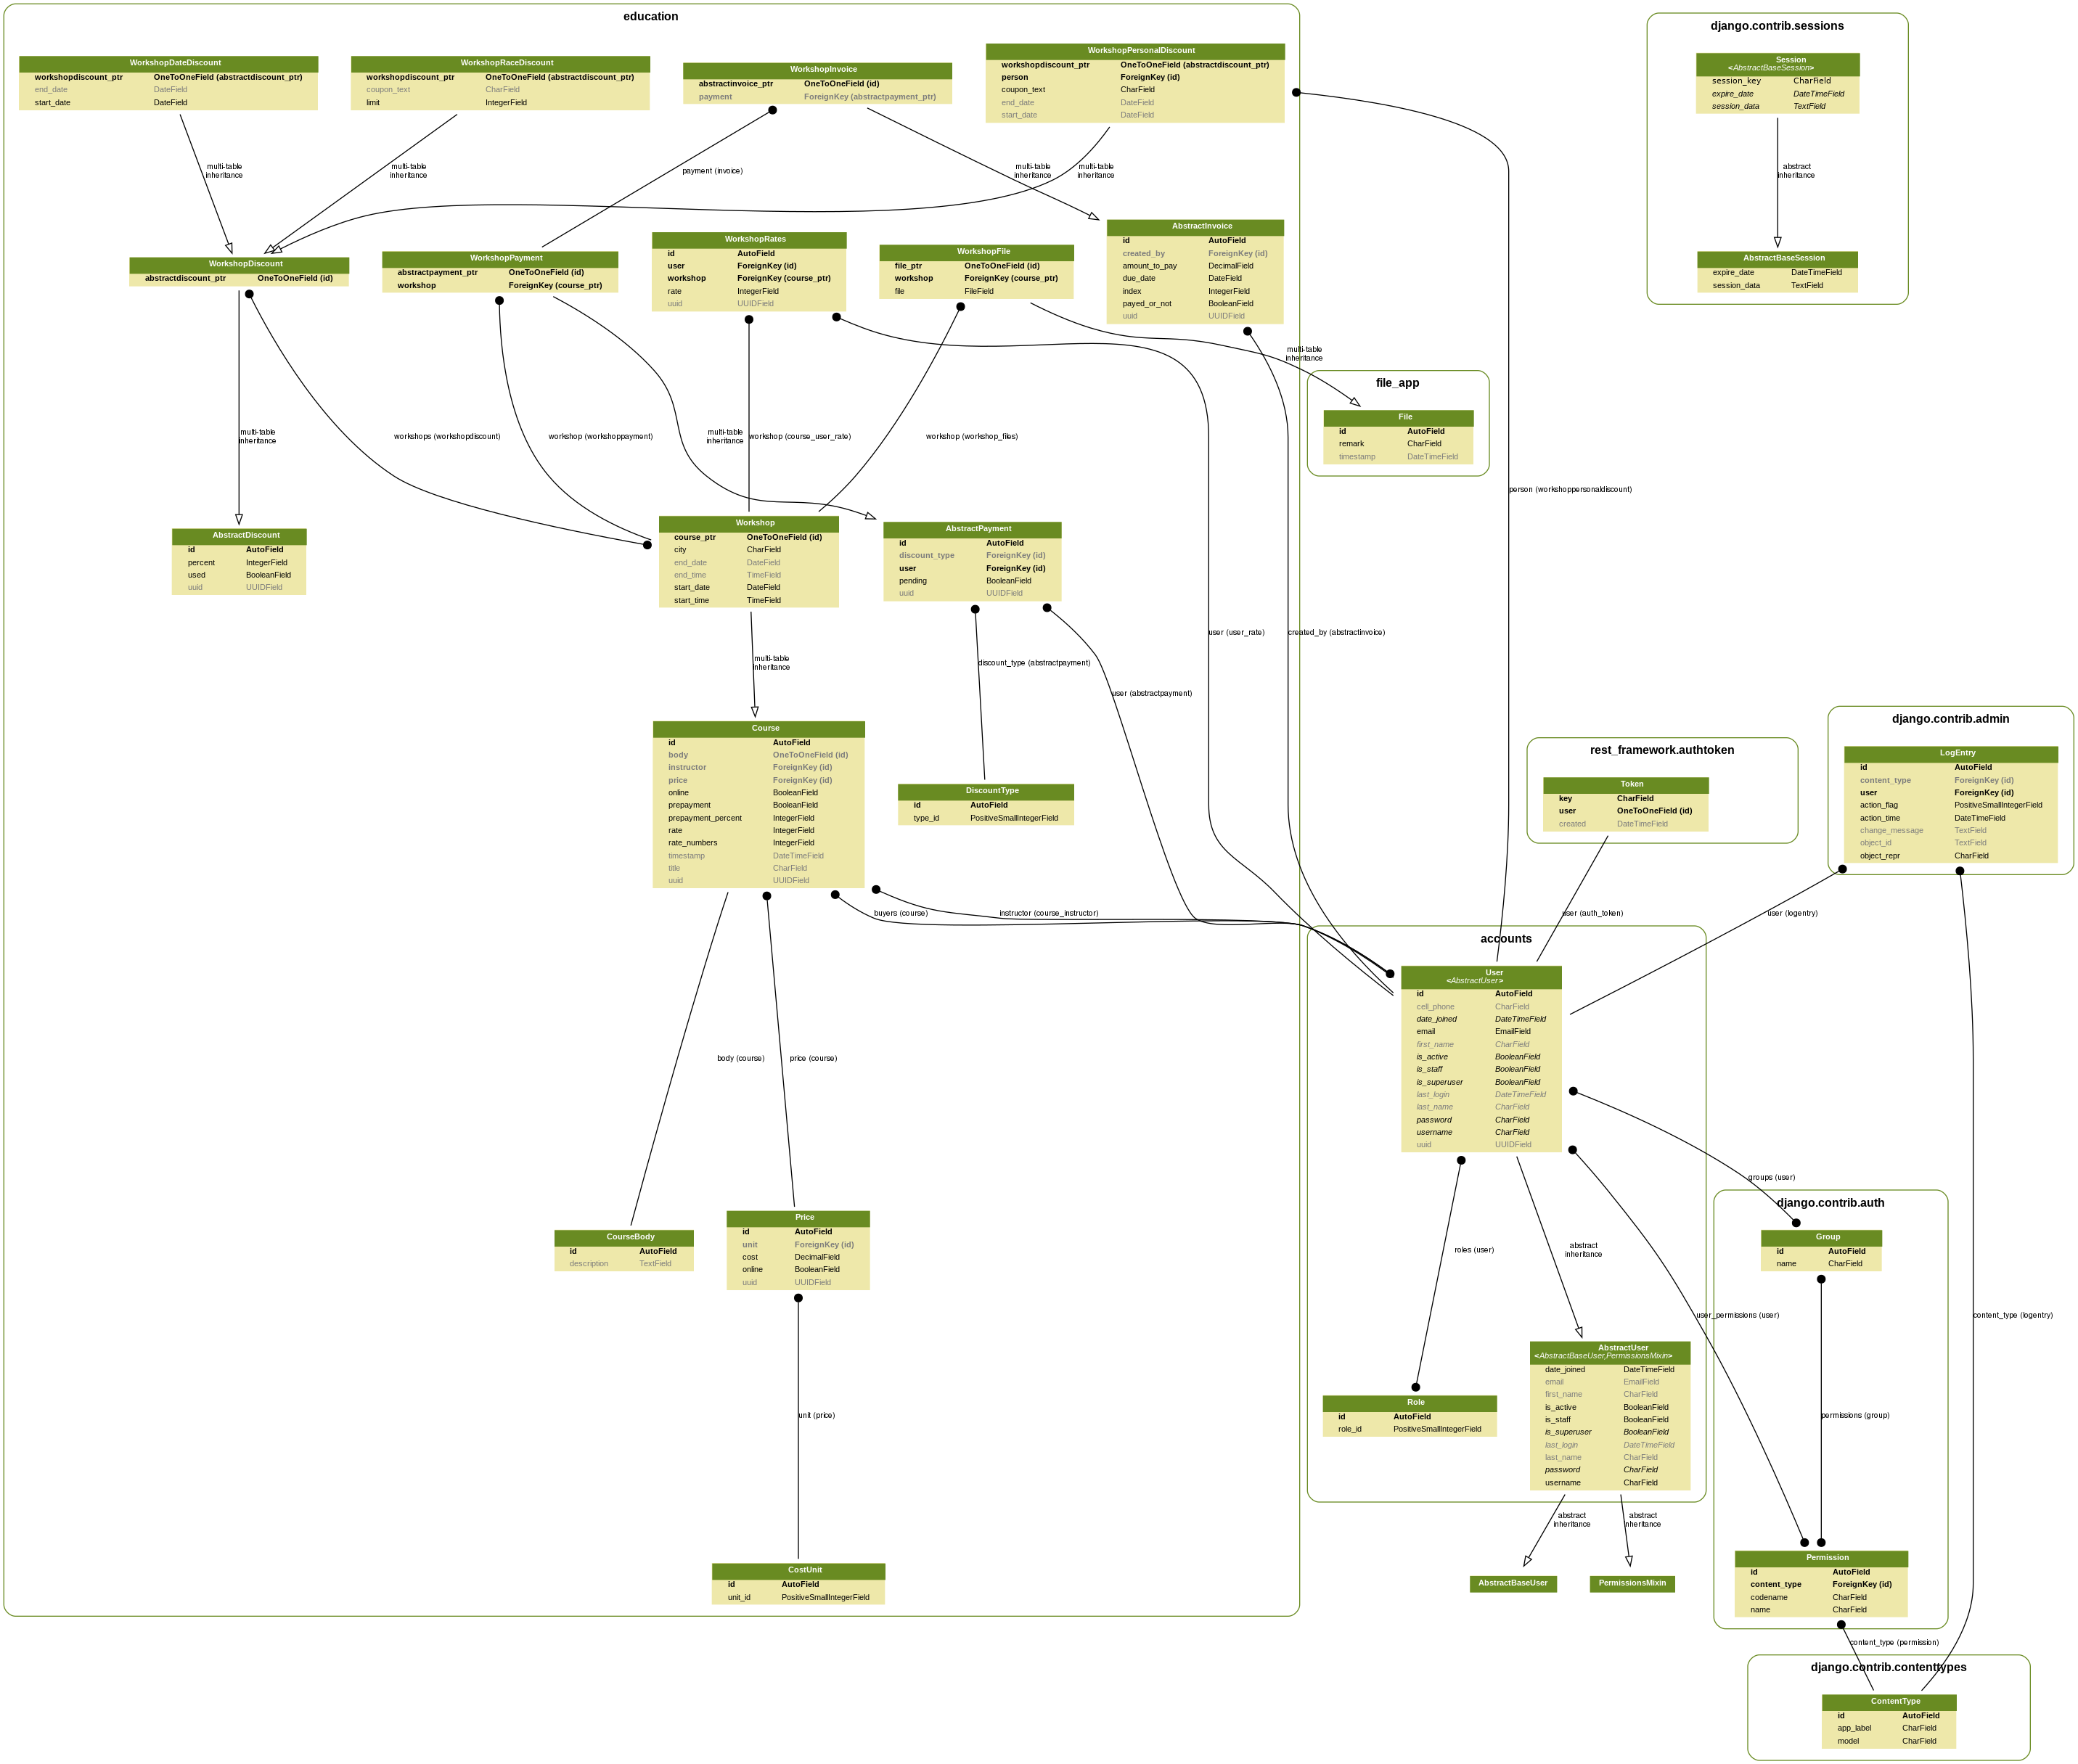 education
WorkshopDateDiscount
workshopdiscount_ptr OneToOneField (abstractdiscount_ptr)
end_date DateField
start_date DateField
WorkshopRaceDiscount
workshopdiscount_ptr OneToOneField (abstractdiscount_ptr)
coupon_text CharField
limit IntegerField
WorkshopInvoice
abstractinvoice_ptr OneToOneField (id)
payment ForeignKey (abstractpayment_ptr)
WorkshopPersonalDiscount
workshopdiscount_ptr OneToOneField (abstractdiscount_ptr)
person ForeignKey (id)
coupon_text CharField
end_date DateField
start_date DateField
multi-table
inheritance
multi-table
inheritance
payment (invoice)
multi-table
inheritance
multi-table
inheritance
WorkshopDiscount
abstractdiscount_ptr OneToOneField (id)
WorkshopPayment
abstractpayment_ptr OneToOneField (id)
workshop ForeignKey (course_ptr)
WorkshopRates
id AutoField
user ForeignKey (id)
workshop ForeignKey (course_ptr)
rate IntegerField
uuid UUIDField
WorkshopFile
file_ptr OneToOneField (id)
workshop ForeignKey (course_ptr)
file FileField
AbstractInvoice
id AutoField
created_by ForeignKey (id)
amount_to_pay DecimalField
due_date DateField
index IntegerField
payed_or_not BooleanField
uuid UUIDField
multi-table
inheritance
multi-table
inheritance
workshops (workshopdiscount)
workshop (workshoppayment)
multi-table
inheritance
workshop (course_user_rate)
workshop (workshop_files)
AbstractDiscount
id AutoField
percent IntegerField
used BooleanField
uuid UUIDField
Workshop
course_ptr OneToOneField (id)
city CharField
end_date DateField
end_time TimeField
start_date DateField
start_time TimeField
AbstractPayment
id AutoField
discount_type ForeignKey (id)
user ForeignKey (id)
pending BooleanField
uuid UUIDField
multi-table
inheritance
discount_type (abstractpayment)
user (abstractpayment)
user (user_rate)
created_by (abstractinvoice)
person (workshoppersonaldiscount)
Course
id AutoField
body OneToOneField (id)
instructor ForeignKey (id)
price ForeignKey (id)
online BooleanField
prepayment BooleanField
prepayment_percent IntegerField
rate IntegerField
rate_numbers IntegerField
timestamp DateTimeField
title CharField
uuid UUIDField
DiscountType
id AutoField
type_id PositiveSmallIntegerField
buyers (course)
instructor (course_instructor)
body (course)
price (course)
CourseBody
id AutoField
description TextField
Price
id AutoField
unit ForeignKey (id)
cost DecimalField
online BooleanField
uuid UUIDField
unit (price)
CostUnit
id AutoField
unit_id PositiveSmallIntegerField
django.contrib.sessions
Session
<AbstractBaseSession>
session_key CharField
expire_date DateTimeField
session_data TextField
abstract
inheritance
AbstractBaseSession
expire_date DateTimeField
session_data TextField
file_app
File
id AutoField
remark CharField
timestamp DateTimeField
rest_framework.authtoken
Token
key CharField
user OneToOneField (id)
created DateTimeField
user (auth_token)
django.contrib.admin
LogEntry
id AutoField
content_type ForeignKey (id)
user ForeignKey (id)
action_flag PositiveSmallIntegerField
action_time DateTimeField
change_message TextField
object_id TextField
object_repr CharField
user (logentry)
accounts
User
<AbstractUser>
id AutoField
cell_phone CharField
date_joined DateTimeField
email EmailField
first_name CharField
is_active BooleanField
is_staff BooleanField
is_superuser BooleanField
last_login DateTimeField
last_name CharField
password CharField
username CharField
uuid UUIDField
roles (user)
abstract
inheritance
Role
id AutoField
role_id PositiveSmallIntegerField
AbstractUser
<AbstractBaseUser,PermissionsMixin>
date_joined DateTimeField
email EmailField
first_name CharField
is_active BooleanField
is_staff BooleanField
is_superuser BooleanField
last_login DateTimeField
last_name CharField
password CharField
username CharField
abstract
inheritance
abstract
inheritance
AbstractBaseUser
PermissionsMixin
groups (user)
django.contrib.auth
Group
id AutoField
name CharField
user_permissions (user)
permissions (group)
content_type (logentry)
Permission
id AutoField
content_type ForeignKey (id)
codename CharField
name CharField
content_type (permission)
django.contrib.contenttypes
ContentType
id AutoField
app_label CharField
model CharField